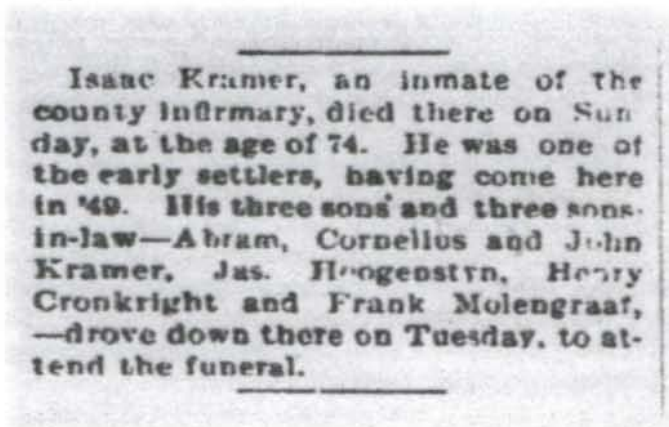 Isaac Kramer, an inmate of the
county infirmary, died there on Sun
day, at the age of 74. He was one of
the early settlers, having come here
in '49. His three sons and three sons-
in-law—Abram, Cornelius and John
Kramer, Jas. Hoogenstyn, Henry
Cronkright and Frank Molengraaf,
—drove down there on Tuesday, to at-
tend the funeral.